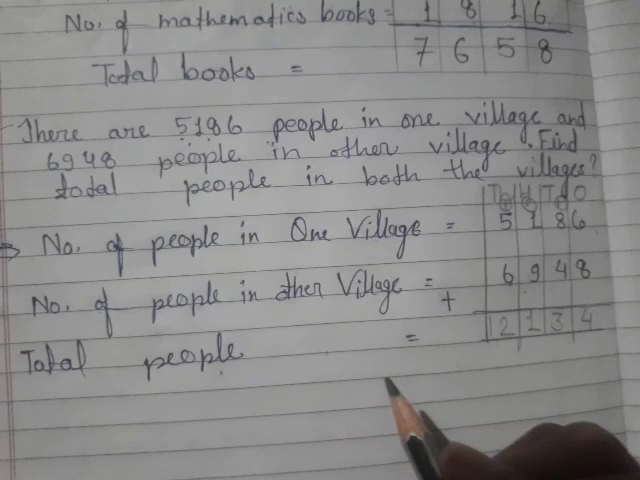 No. of mathematics books = 1 8 1 6
Total books = 7 6 5 8
There are 5186 people in one village and
6948 people in other village. Find
total people in both the villages?
Th H T O
⇒ No. of people in One Village = 5 1 8 6
No. of people in other Village = + 6 9 4 8
Total people = 12 1 3 4